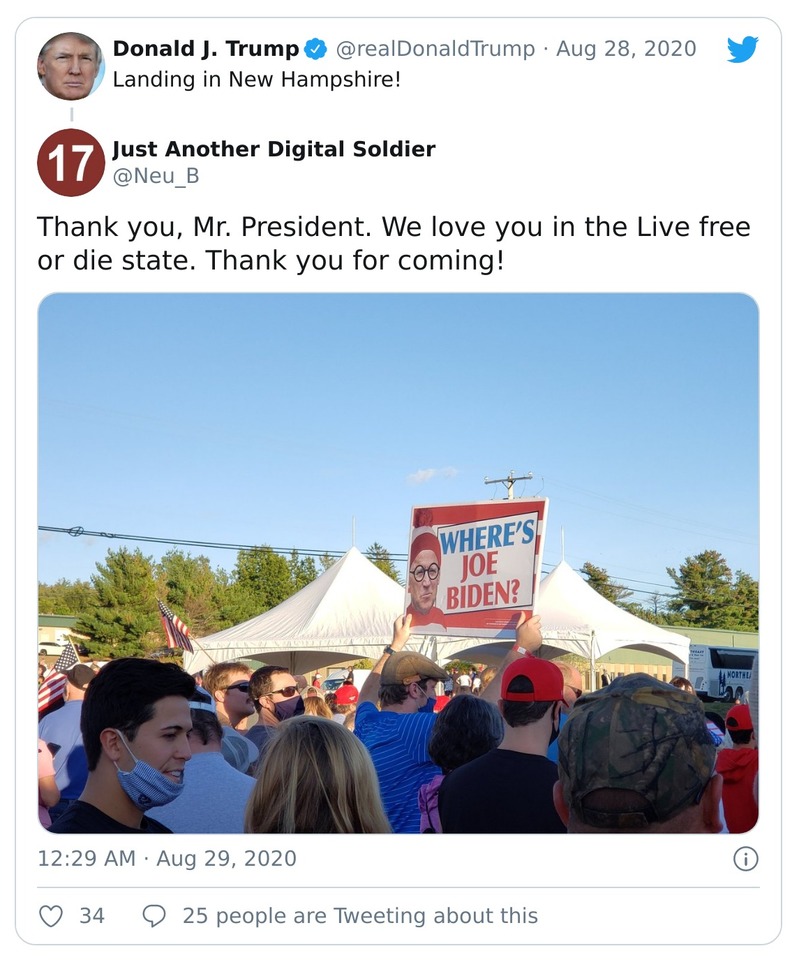 Donald J. Trump @realDonaldTrump · Aug 28, 2020
Landing in New Hampshire!
17
Just Another Digital Soldier
@Neu_B
Thank you, Mr. President. We love you in the Live free
or die state. Thank you for coming!
WHERE'S
JOE
BIDEN?
12:29 AM · Aug 29, 2020
34
25 people are Tweeting about this